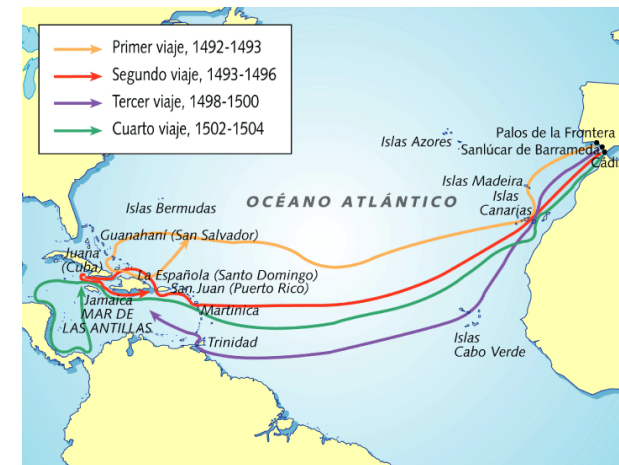 Primer viaje, 1492-1493
Segundo viaje, 1493-1496
Tercer viaje, 1498-1500
Cuarto viaje, 1502-1504
Islas Azores
Palos de la Frontera
Sanlúcar de Barrameda
Cádi
Islas Madeira
Islas
Canarias
OCÉANO ATLÁNTICO
Islas Bermudas
Guanahaní (San Salvador)
Juana
(Cuba)
La Española (Santo Domingo)
San Juan (Puerto Rico)
Jamaica
Martinica
MAR DE
LAS ANTILLAS
Trinidad
Islas
Cabo Verde